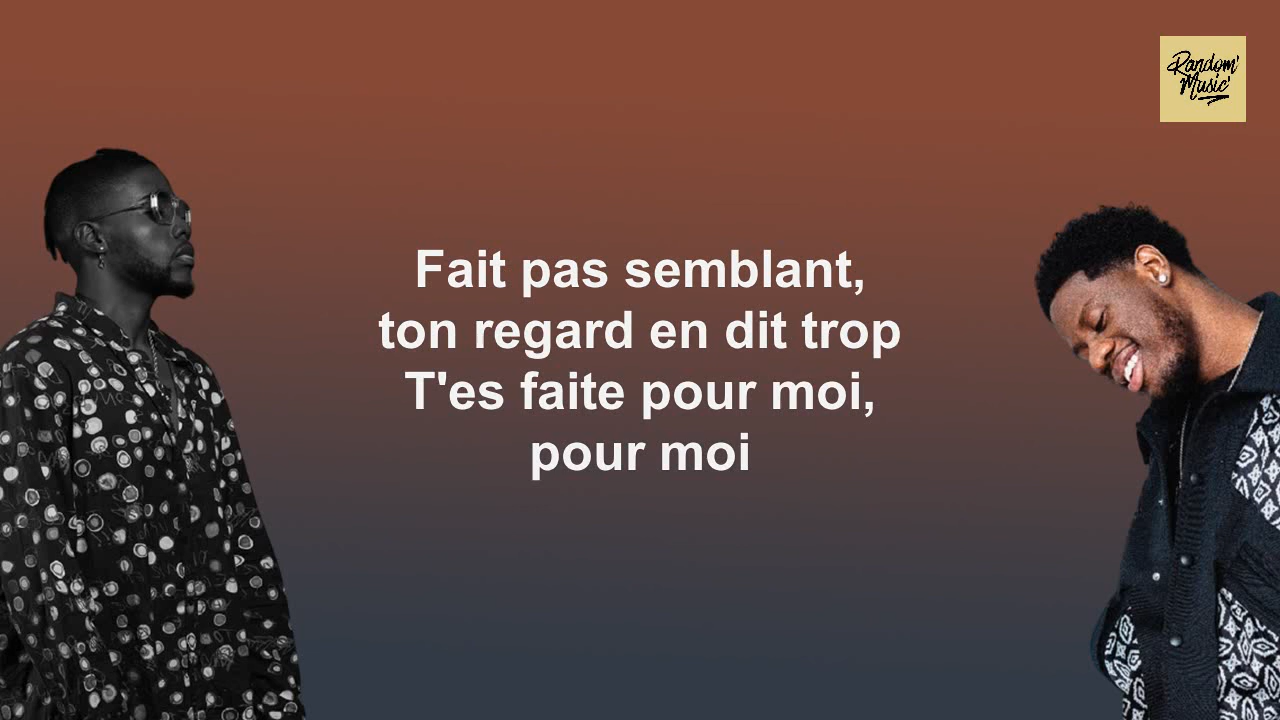 Random'
Music'
Fait pas semblant,
ton regard en dit trop
T'es faite pour moi,
pour moi